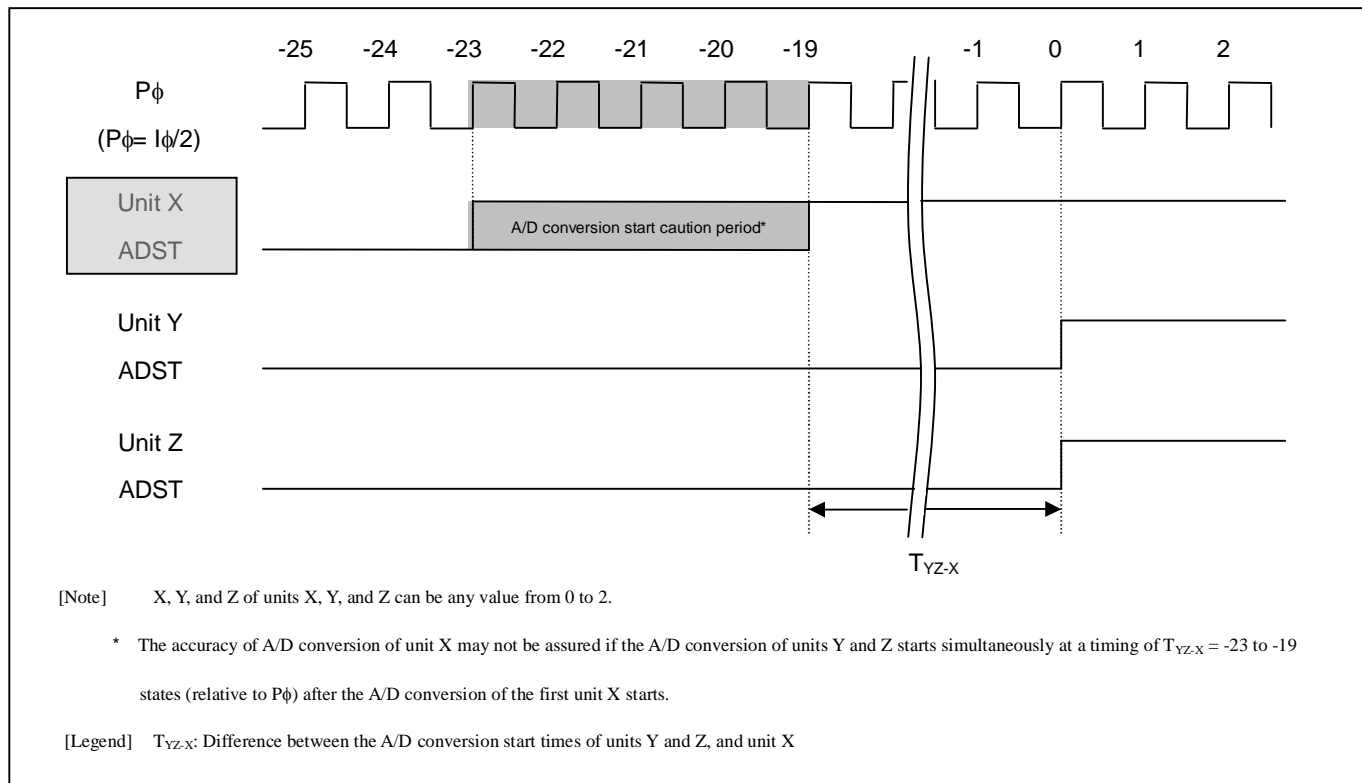 -25 -24 -23 -22 -21 -20 -19 -1 0 1 2
Pϕ
(Pϕ= Iϕ/2)
Unit X
ADST
A/D conversion start caution period*
Unit Y
ADST
Unit Z
ADST
TYZ-X
[Note] X, Y, and Z of units X, Y, and Z can be any value from 0 to 2.
* The accuracy of A/D conversion of unit X may not be assured if the A/D conversion of units Y and Z starts simultaneously at a timing of TYZ-X = -23 to -19
states (relative to Pϕ) after the A/D conversion of the first unit X starts.
[Legend] TYZ-X: Difference between the A/D conversion start times of units Y and Z, and unit X